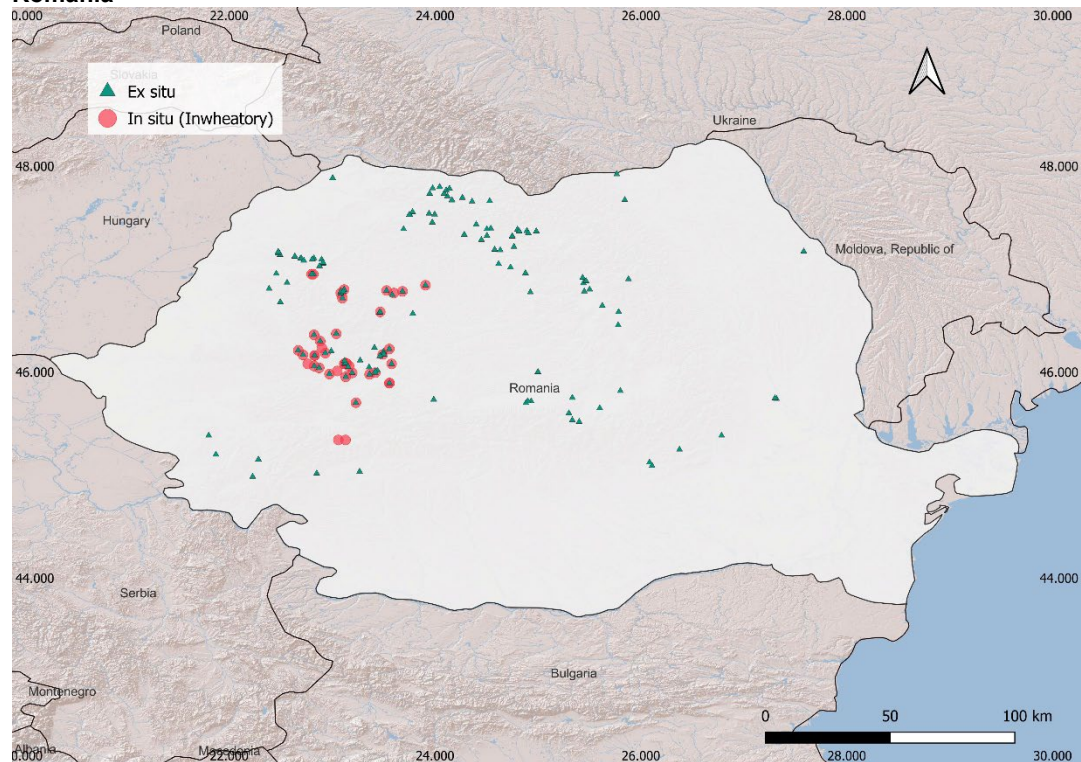 Romania
0.000 22.000 24.000 26.000 28.000 30.000
Poland
Slovakia
Ex situ
In situ (Inwheatory)
Ukraine
48.000 48.000
Hungary
Moldova, Republic of
46.000 46.000
Romania
44.000 44.000
Serbia
Bulgaria
Montenegro
0 50 100 km
Albania
Macedonia
0.000 22.000 24.000 26.000 28.000 30.000